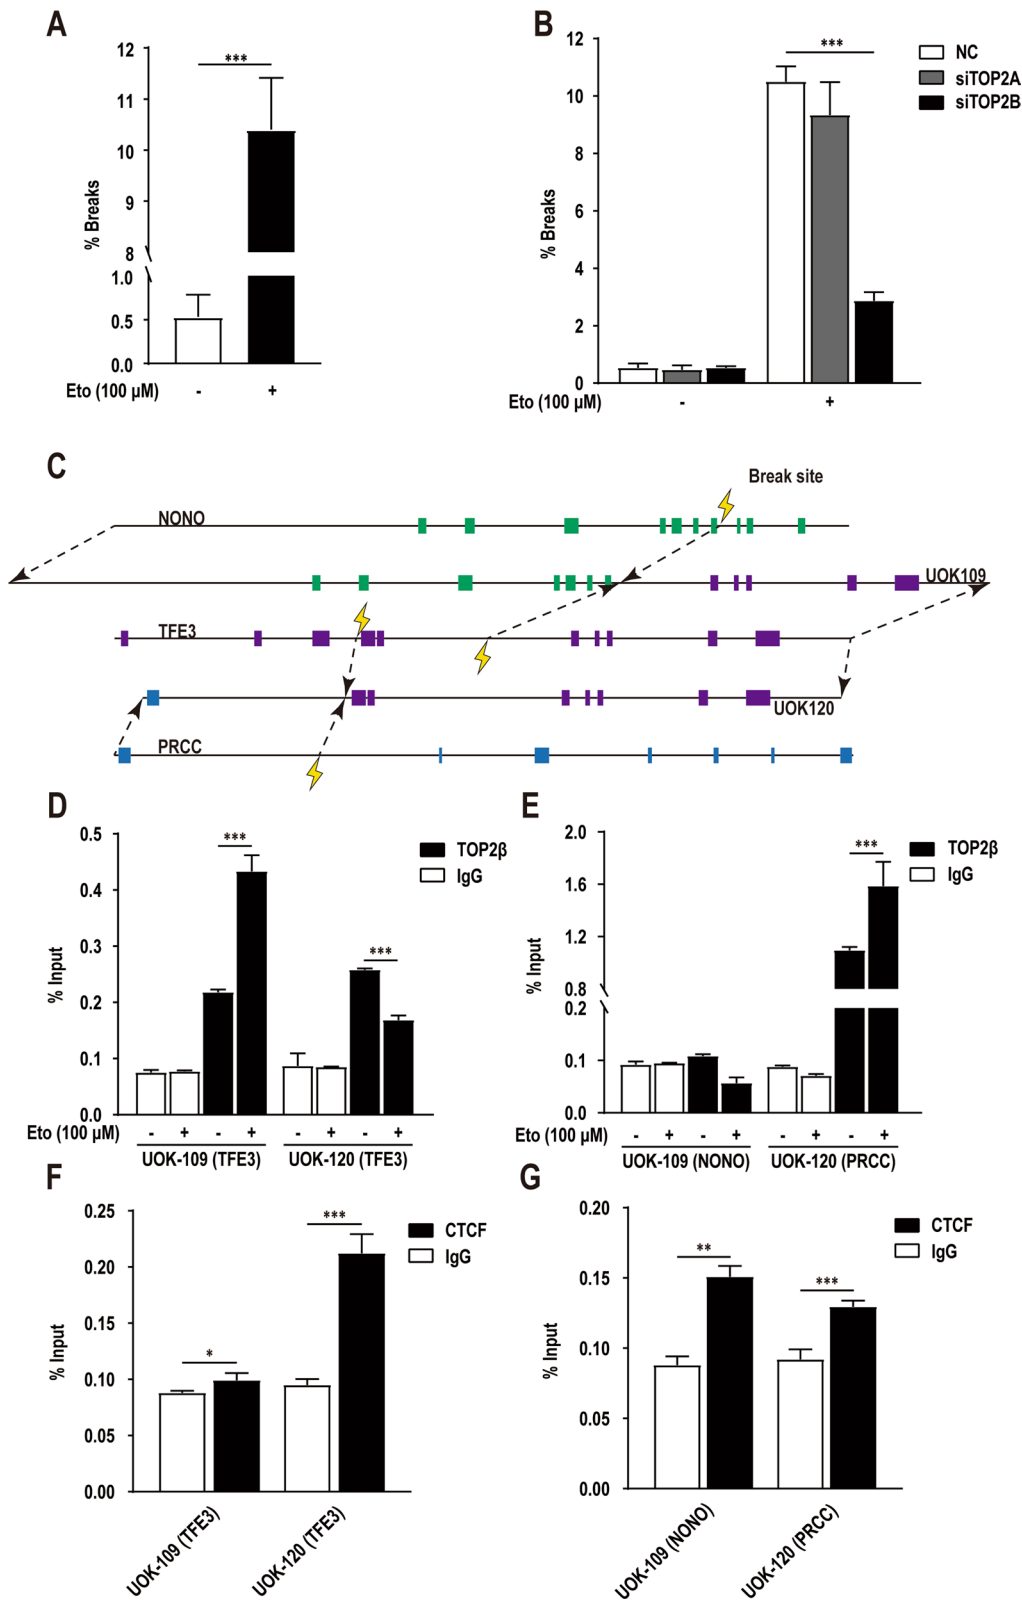 A
12
11
10
9
8
1.0
0.5
0.0
% Breaks
***
Eto (100 μM)
-
+
B
12
10
8
6
4
2
0
% Breaks
***
NC
siTOP2A
siTOP2B
Eto (100 μM)
-
+
C
Break site
NONO
UOK109
TFE3
UOK120
PRCC
D
0.5
0.4
0.3
0.2
0.1
0.0
% Input
***
***
TOP2β
IgG
Eto (100 μM)
- + - + - + - +
UOK-109 (TFE3) UOK-120 (TFE3)
E
2.0
1.6
1.2
0.8
0.2
0.1
0.0
% Input
***
TOP2β
IgG
Eto (100 μM)
- + - + - + - +
UOK-109 (NONO) UOK-120 (PRCC)
F
0.25
0.20
0.15
0.10
0.05
0.00
% Input
*
***
CTCF
IgG
UOK-109 (TFE3)
UOK-120 (TFE3)
G
0.20
0.15
0.10
0.05
0.00
% Input
**
***
CTCF
IgG
UOK-109 (NONO)
UOK-120 (PRCC)